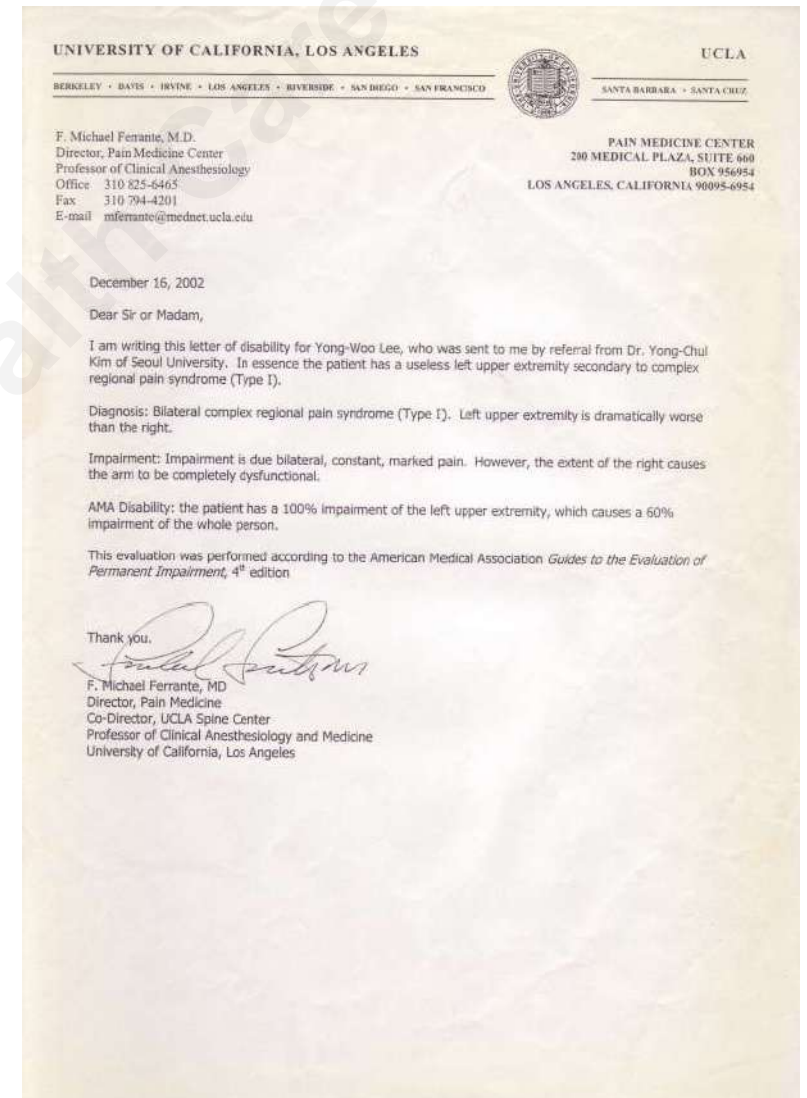 UNIVERSITY OF CALIFORNIA, LOS ANGELES
UCLA
BERKELEY • DAVIS • IRVINE • LOS ANGELES • RIVERSIDE • SAN DIEGO • SAN FRANCISCO
SANTA BARBARA • SANTA CRUZ
F. Michael Ferrante, M.D.
Director, Pain Medicine Center
Professor of Clinical Anesthesiology
Office 310 825-6465
Fax 310 794-4201
E-mail mferrante@mednet.ucla.edu
PAIN MEDICINE CENTER
200 MEDICAL PLAZA, SUITE 660
BOX 956954
LOS ANGELES, CALIFORNIA 90095-6954
December 16, 2002
Dear Sir or Madam,
I am writing this letter of disability for Yong-Woo Lee, who was sent to me by referral from Dr. Yong-Chul
Kim of Seoul University. In essence the patient has a useless left upper extremity secondary to complex
regional pain syndrome (Type I).
Diagnosis: Bilateral complex regional pain syndrome (Type I). Left upper extremity is dramatically worse
than the right.
Impairment: Impairment is due bilateral, constant, marked pain. However, the extent of the right causes
the arm to be completely dysfunctional.
AMA Disability: the patient has a 100% impairment of the left upper extremity, which causes a 60%
impairment of the whole person.
This evaluation was performed according to the American Medical Association Guides to the Evaluation of
Permanent Impairment, 4th edition
Thank you.
F. Michael Ferrante, MD
Director, Pain Medicine
Co-Director, UCLA Spine Center
Professor of Clinical Anesthesiology and Medicine
University of California, Los Angeles